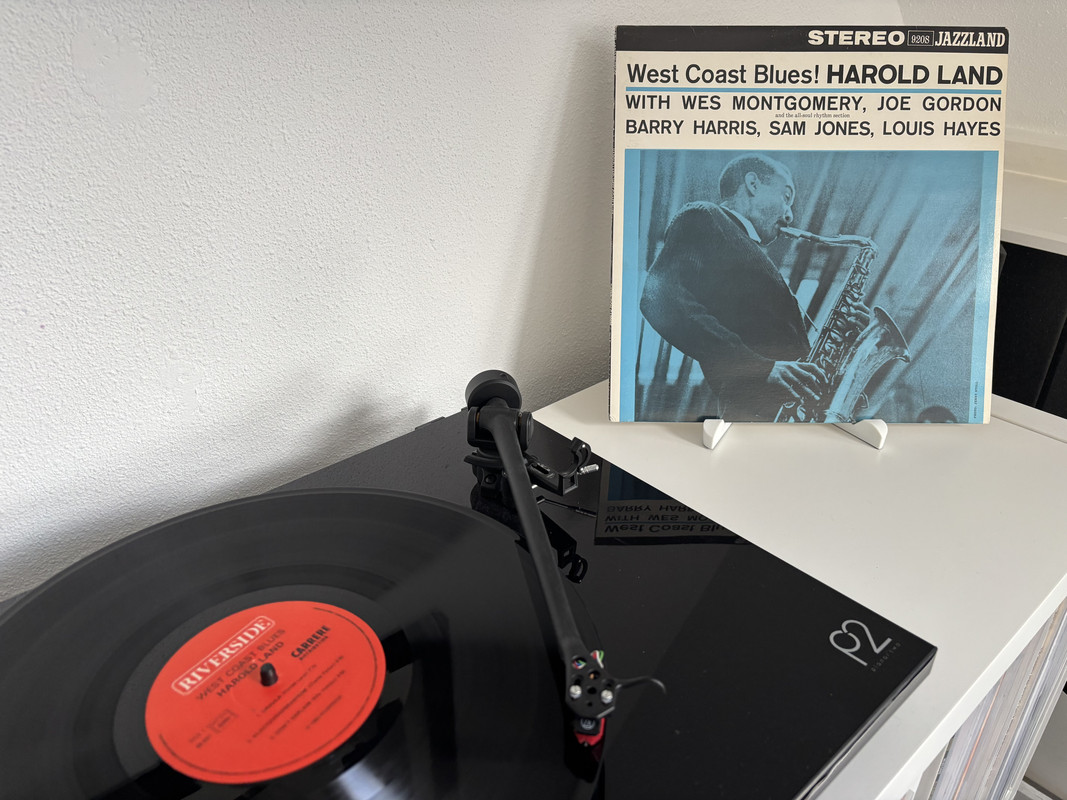 STEREO 9208 JAZZLAND
West Coast Blues! HAROLD LAND
WITH WES MONTGOMERY, JOE GORDON
and the all-soul rhythm section
BARRY HARRIS, SAM JONES, LOUIS HAYES
P2
RIVERSIDE
WEST COAST BLUES
HAROLD LAND
CARRERE